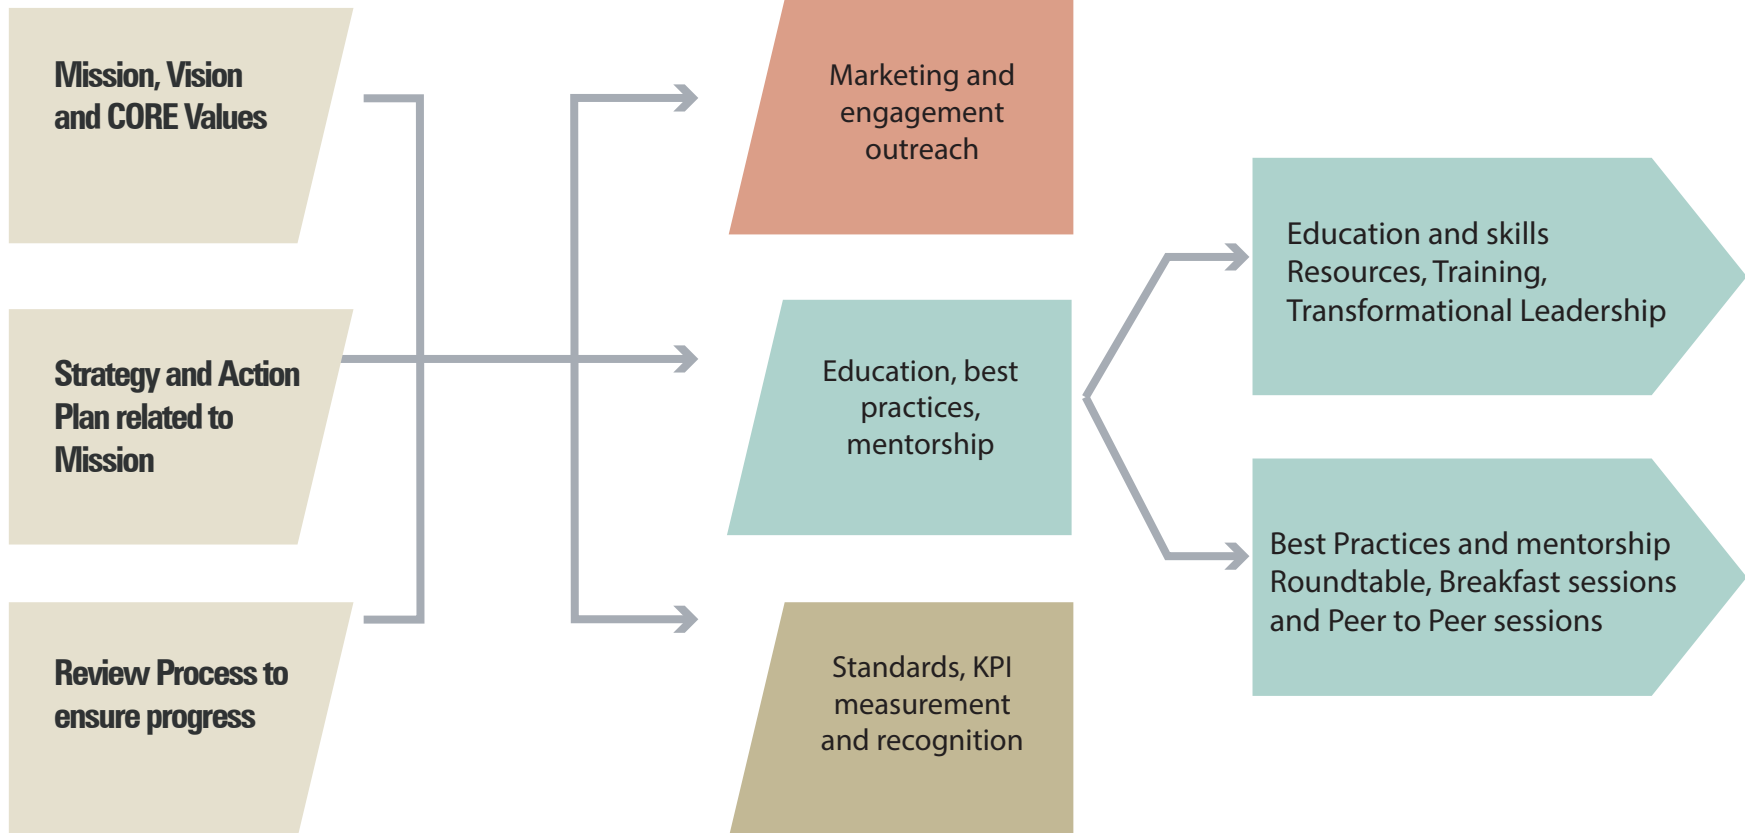 Mission, Vision
and CORE Values
Strategy and Action
Plan related to
Mission
Review Process to
ensure progress
Marketing and
engagement
outreach
Education, best
practices,
mentorship
Standards, KPI
measurement
and recognition
Education and skills
Resources, Training,
Transformational Leadership
Best Practices and mentorship
Roundtable, Breakfast sessions
and Peer to Peer sessions